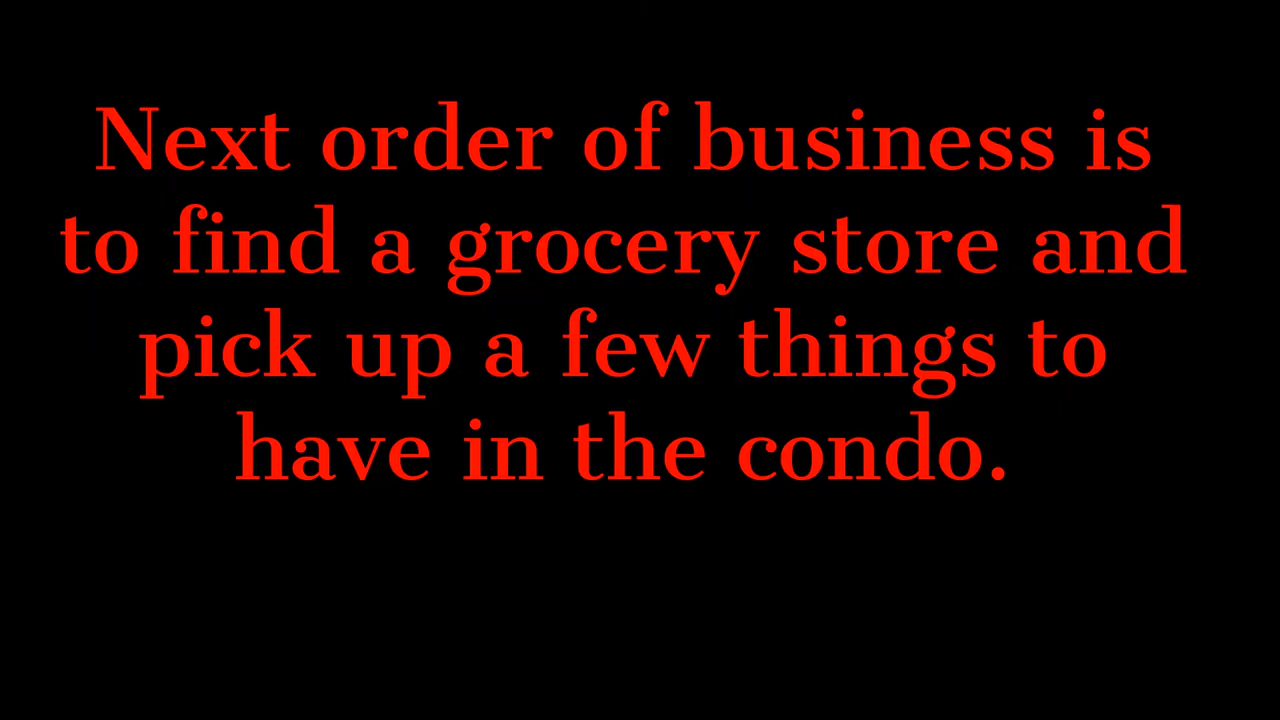 Next order of business is
to find a grocery store and
pick up a few things to
have in the condo.